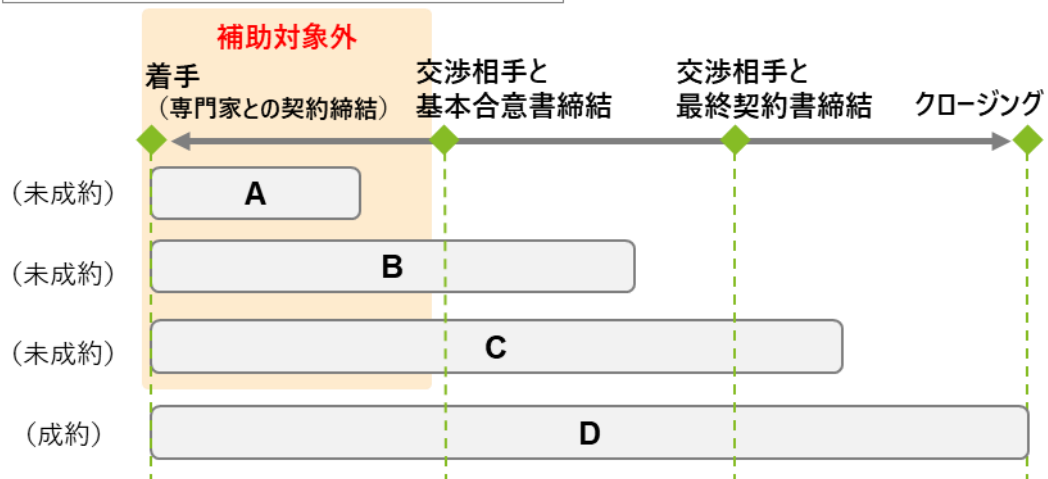 補助対象外
着手
（専門家との契約締結）
交渉相手と
基本合意書締結
交渉相手と
最終契約書締結
クロージング
（未成約）
A
（未成約）
B
（未成約）
C
（成約）
D